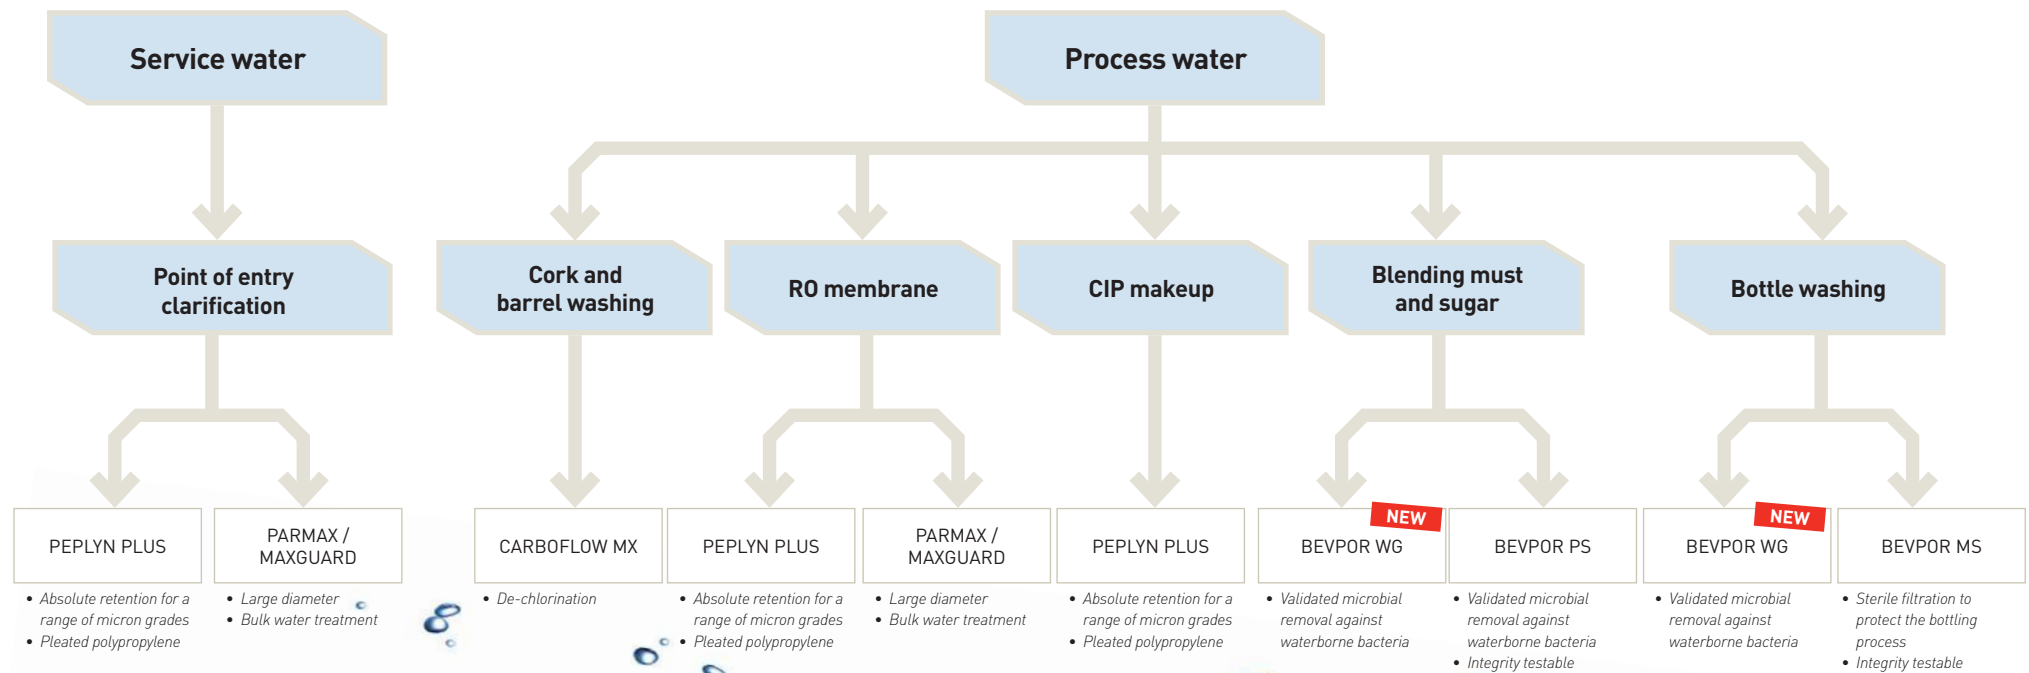 Service water
Process water
Point of entry
clarification
Cork and
barrel washing
RO membrane
CIP makeup
Blending must
and sugar
Bottle washing
PEPLYN PLUS
• Absolute retention for a
range of micron grades
• Pleated polypropylene
PARMAX /
MAXGUARD
• Large diameter
• Bulk water treatment
CARBOFLOW MX
• De-chlorination
PEPLYN PLUS
• Absolute retention for a
range of micron grades
• Pleated polypropylene
PARMAX /
MAXGUARD
• Large diameter
• Bulk water treatment
PEPLYN PLUS
• Absolute retention for a
range of micron grades
• Pleated polypropylene
NEW
BEVPOR WG
• Validated microbial
removal against
waterborne bacteria
BEVPOR PS
• Validated microbial
removal against
waterborne bacteria
• Integrity testable
NEW
BEVPOR WG
• Validated microbial
removal against
waterborne bacteria
BEVPOR MS
• Sterile filtration to
protect the bottling
process
• Integrity testable